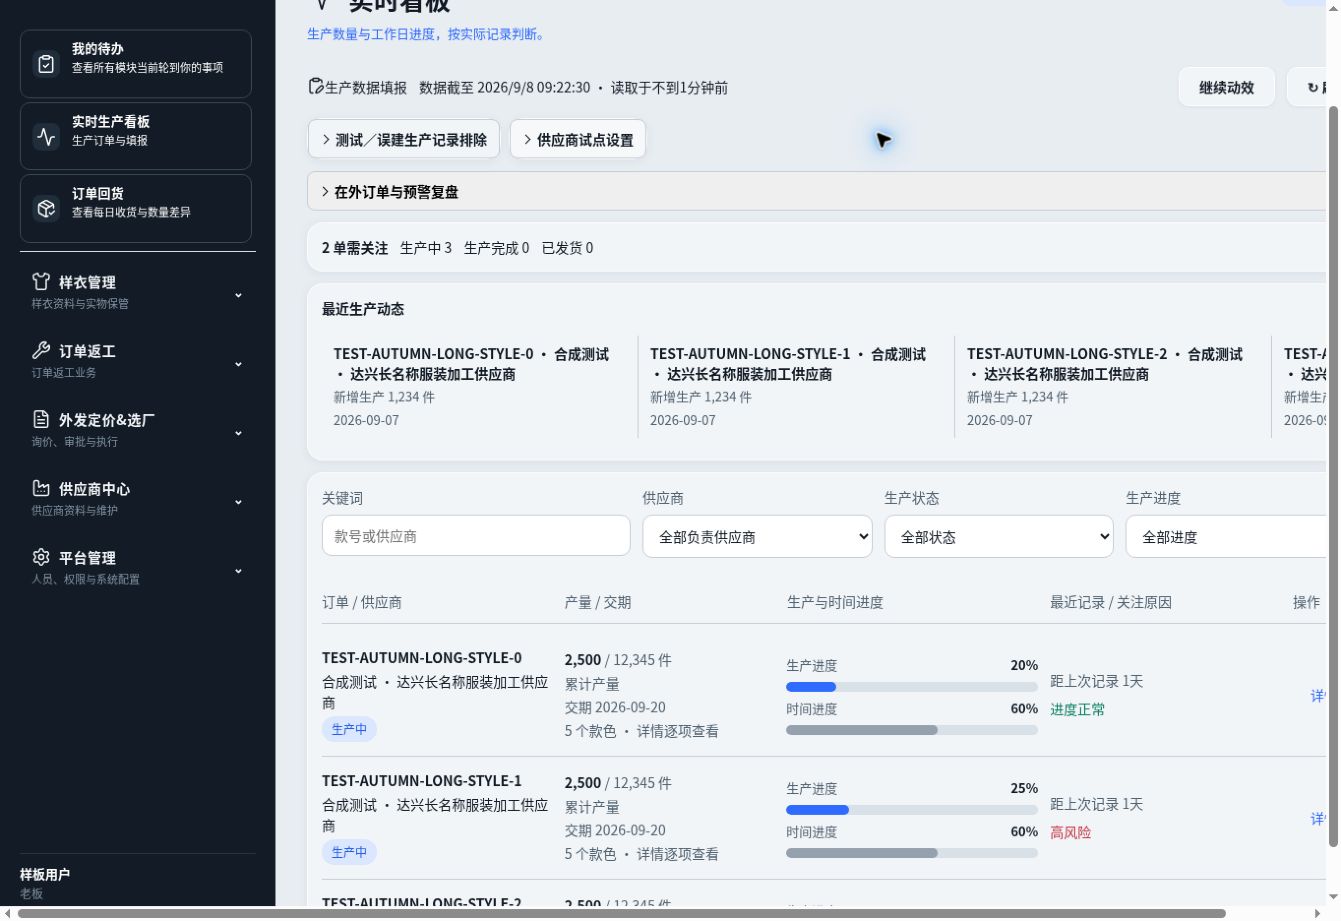 实时看板
生产数量与工作日进度，按实际记录判断。
我的待办
查看所有模块当前轮到你的事项
实时生产看板
生产订单与填报
订单回货
查看每日收货与数量差异
样衣管理
样衣资料与实物保管
订单返工
订单返工业务
外发定价&选厂
询价、审批与执行
供应商中心
供应商资料与维护
平台管理
人员、权限与系统配置
样板用户
老板
生产数据填报 数据截至 2026/9/8 09:22:30 · 读取于不到1分钟前
继续动效
测试／误建生产记录排除 供应商试点设置
在外订单与预警复盘
2 单需关注 生产中 3 生产完成 0 已发货 0
最近生产动态
TEST-AUTUMN-LONG-STYLE-0 · 合成测试
· 达兴长名称服装加工供应商
新增生产 1,234 件
2026-09-07
TEST-AUTUMN-LONG-STYLE-1 · 合成测试
· 达兴长名称服装加工供应商
新增生产 1,234 件
2026-09-07
TEST-AUTUMN-LONG-STYLE-2 · 合成测试
· 达兴长名称服装加工供应商
新增生产 1,234 件
2026-09-07
TEST-
· 达兴
新增生
2026-0
关键词 供应商 生产状态 生产进度
款号或供应商 全部负责供应商 全部状态 全部进度
订单 / 供应商 产量 / 交期 生产与时间进度 最近记录 / 关注原因 操作
TEST-AUTUMN-LONG-STYLE-0
合成测试 · 达兴长名称服装加工供应
商
生产中
2,500 / 12,345 件
累计产量
交期 2026-09-20
5 个款色 · 详情逐项查看
生产进度 20%
时间进度 60%
距上次记录 1天
进度正常
详
TEST-AUTUMN-LONG-STYLE-1
合成测试 · 达兴长名称服装加工供应
商
生产中
2,500 / 12,345 件
累计产量
交期 2026-09-20
5 个款色 · 详情逐项查看
生产进度 25%
时间进度 60%
距上次记录 1天
高风险
详
TEST-AUTUMN-LONG-STYLE-2
2,500 / 12,345 件